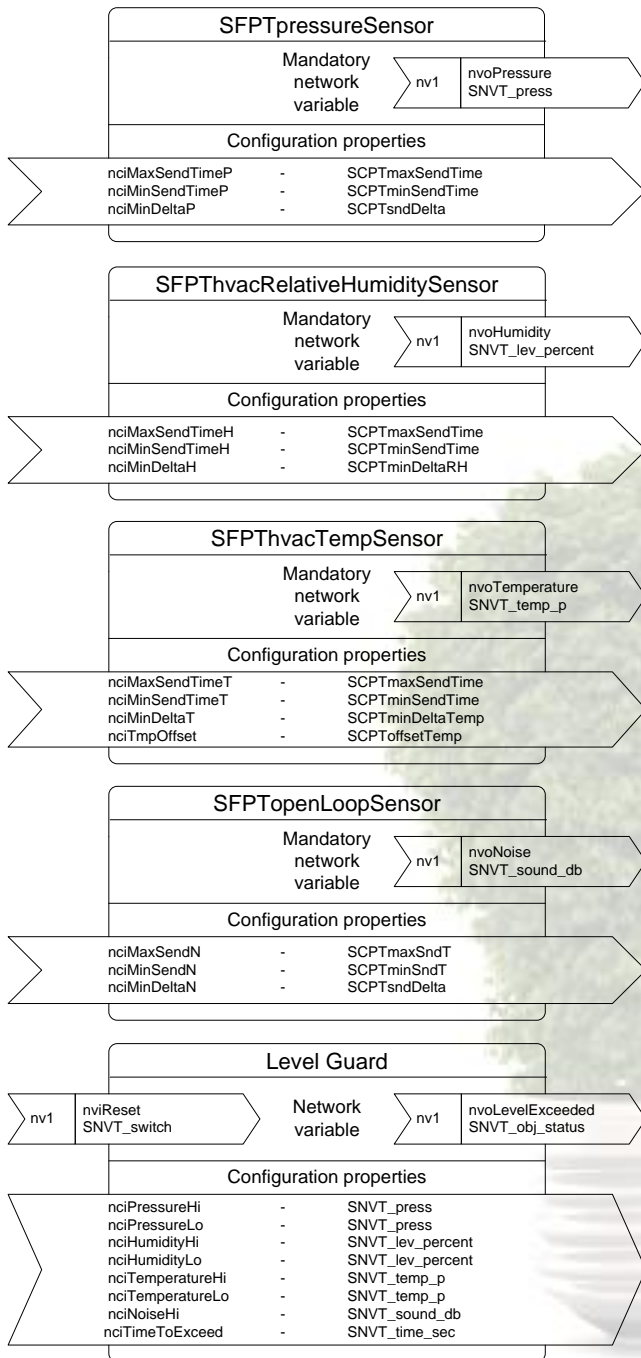 SFPTpressureSensor
Mandatory
network
variable
nv1
nvoPressure
SNVT_press
Configuration properties
nciMaxSendTimeP - SCPTmaxSendTime
nciMinSendTimeP - SCPTminSendTime
nciMinDeltaP - SCPTsndDelta
SFPThvacRelativeHumiditySensor
Mandatory
network
variable
nv1
nvoHumidity
SNVT_lev_percent
Configuration properties
nciMaxSendTimeH - SCPTmaxSendTime
nciMinSendTimeH - SCPTminSendTime
nciMinDeltaH - SCPTminDeltaRH
SFPThvacTempSensor
Mandatory
network
variable
nv1
nvoTemperature
SNVT_temp_p
Configuration properties
nciMaxSendTimeT - SCPTmaxSendTime
nciMinSendTimeT - SCPTminSendTime
nciMinDeltaT - SCPTminDeltaTemp
nciTmpOffset - SCPToffsetTemp
SFPTopenLoopSensor
Mandatory
network
variable
nv1
nvoNoise
SNVT_sound_db
Configuration properties
nciMaxSendN - SCPTmaxSndT
nciMinSendN - SCPTminSndT
nciMinDeltaN - SCPTsndDelta
Level Guard
nv1
nviReset
SNVT_switch
Network
variable
nv1
nvoLevelExceeded
SNVT_obj_status
Configuration properties
nciPressureHi - SNVT_press
nciPressureLo - SNVT_press
nciHumidityHi - SNVT_lev_percent
nciHumidityLo - SNVT_lev_percent
nciTemperatureHi - SNVT_temp_p
nciTemperatureLo - SNVT_temp_p
nciNoiseHi - SNVT_sound_db
nciTimeToExceed - SNVT_time_sec